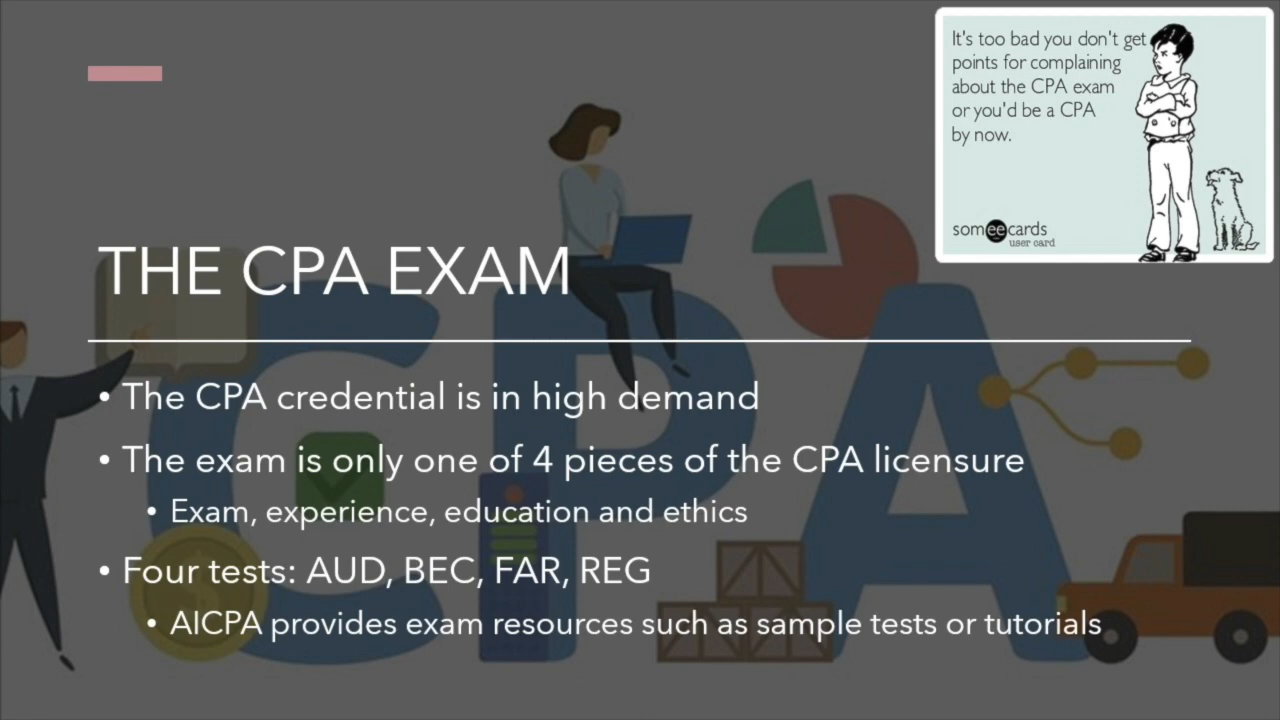 It's too bad you don't get
points for complaining
about the CPA exam
or you'd be a CPA
by now.
someecards
user card
THE CPA EXAM
• The CPA credential is in high demand
• The exam is only one of 4 pieces of the CPA licensure
• Exam, experience, education and ethics
• Four tests: AUD, BEC, FAR, REG
• AICPA provides exam resources such as sample tests or tutorials
CPA